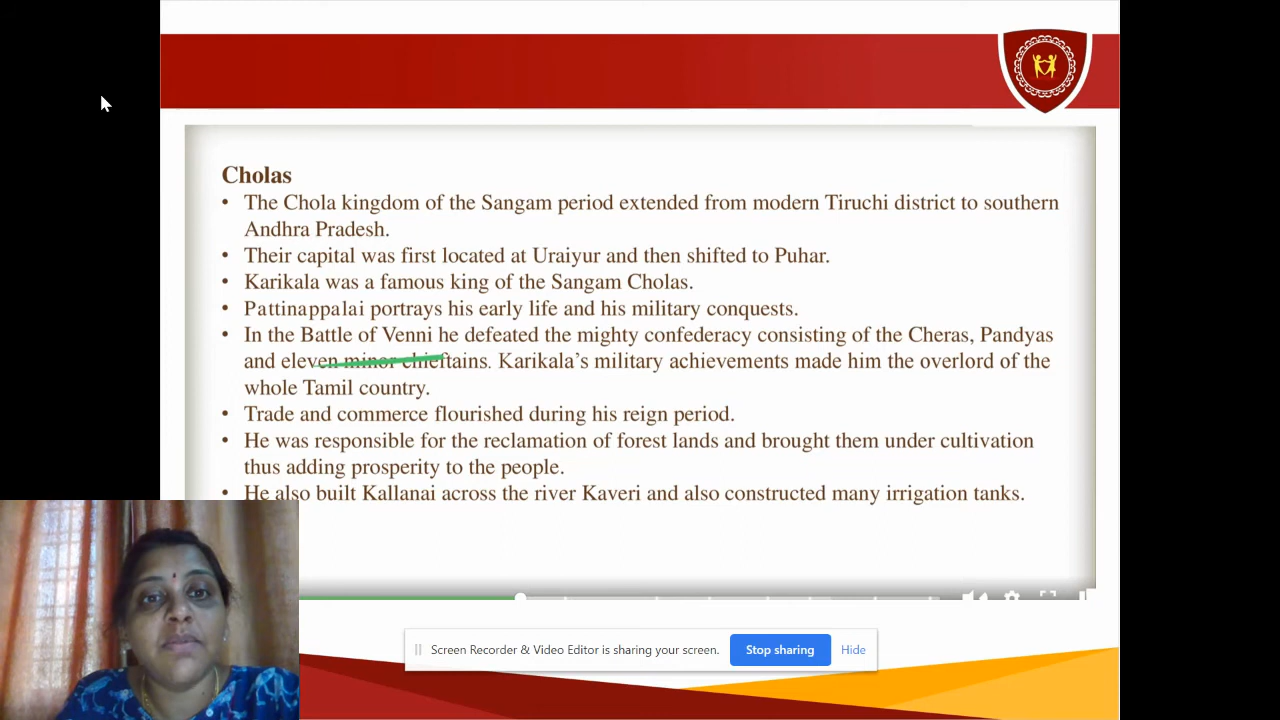 Cholas
• The Chola kingdom of the Sangam period extended from modern Tiruchi district to southern
Andhra Pradesh.
• Their capital was first located at Uraiyur and then shifted to Puhar.
• Karikala was a famous king of the Sangam Cholas.
• Pattinappalai portrays his early life and his military conquests.
• In the Battle of Venni he defeated the mighty confederacy consisting of the Cheras, Pandyas
and eleven minor chieftains. Karikala's military achievements made him the overlord of the
whole Tamil country.
• Trade and commerce flourished during his reign period.
• He was responsible for the reclamation of forest lands and brought them under cultivation
thus adding prosperity to the people.
• He also built Kallanai across the river Kaveri and also constructed many irrigation tanks.
Screen Recorder & Video Editor is sharing your screen. Stop sharing Hide